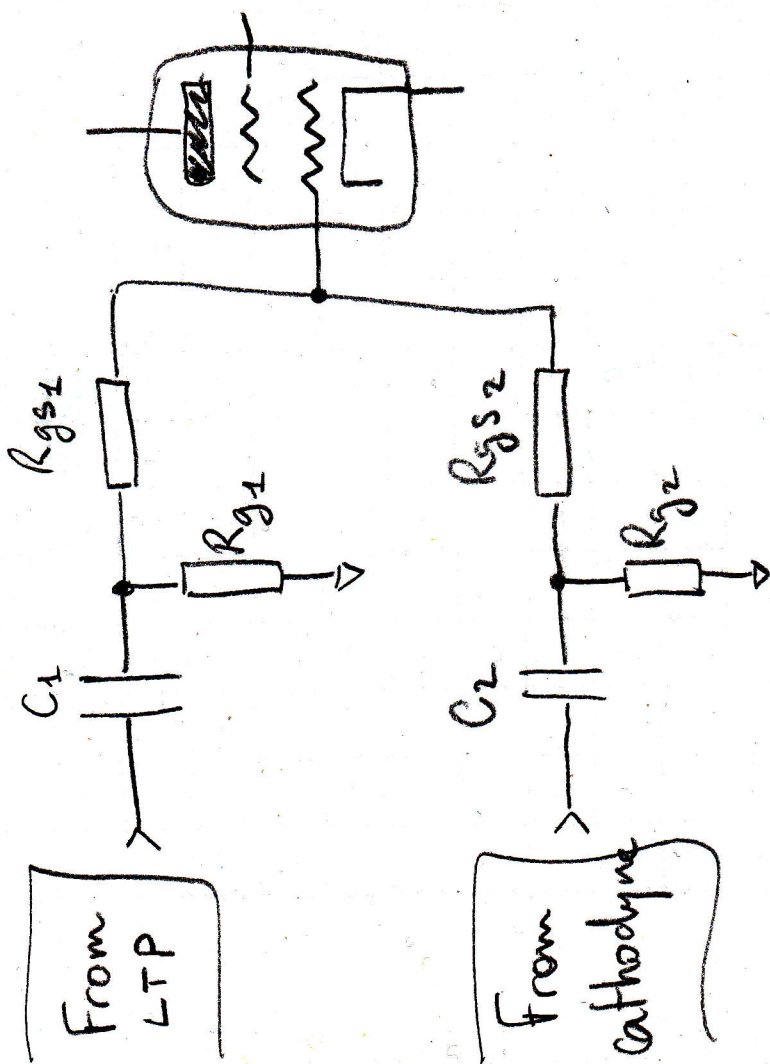 From
LTP
C1
Rg1
Rgs1
From
Cathodyne
C2
Rg2
Rgs2